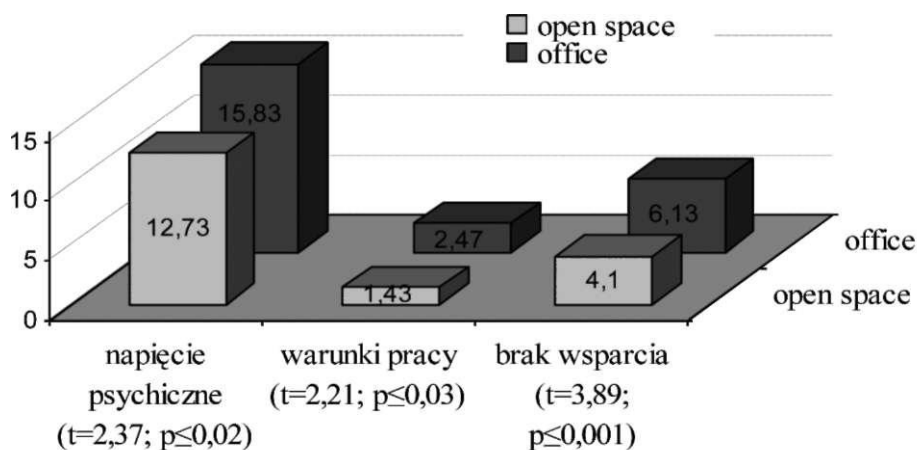 open space
office
15
10
5
0
15,83
12,73
2,47
1,43
6,13
4,1
office
open space
napięcie
psychiczne
(t=2,37; p≤0,02)
warunki pracy
(t=2,21; p≤0,03)
brak wsparcia
(t=3,89;
p≤0,001)